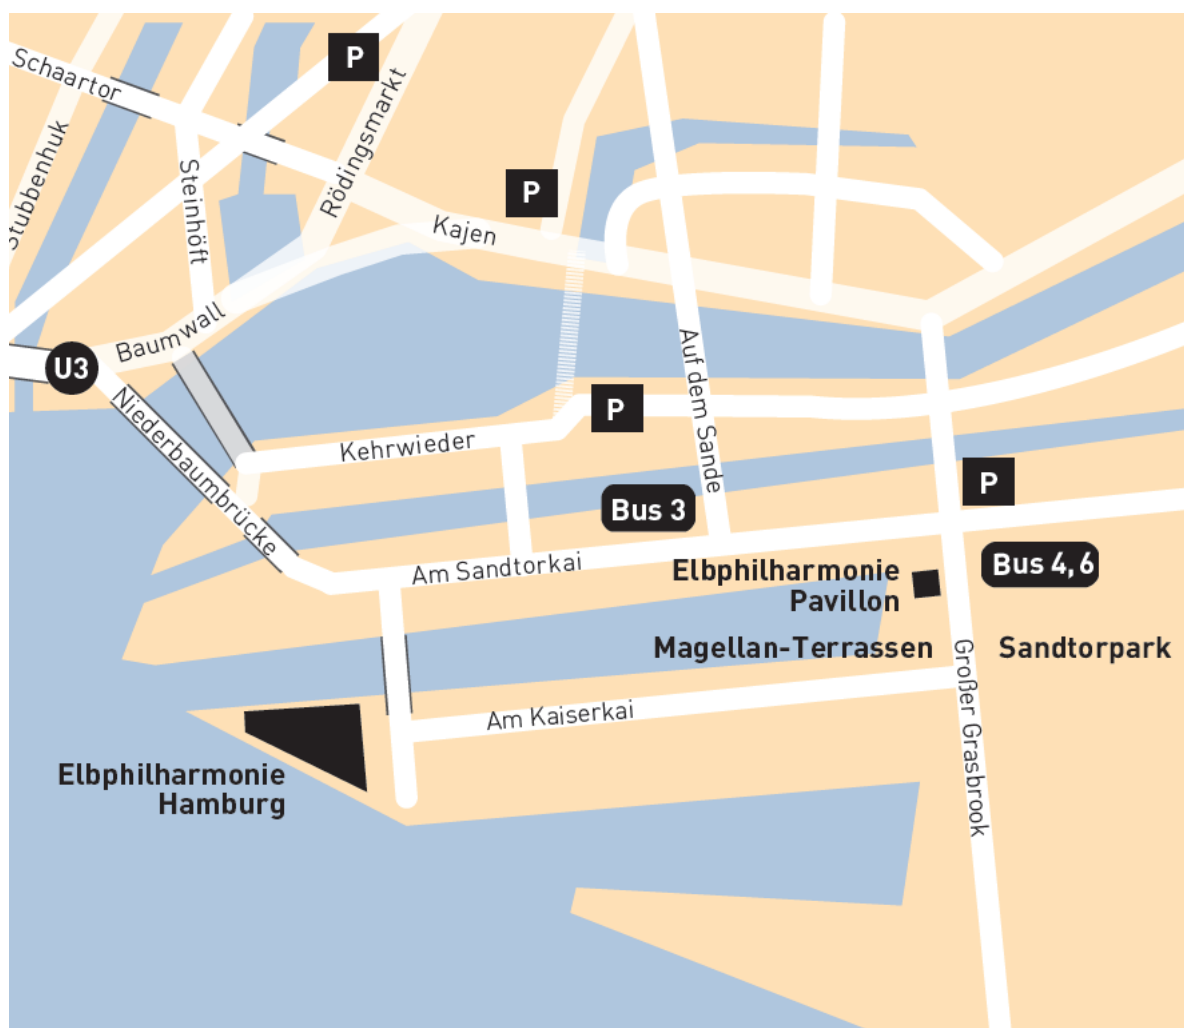 Schaartor
P
Stubbenhuk
Steinhöft
Rödingsmarkt
P
Kajen
Baumwall
U3
Niederbaumbrücke
Auf dem Sande
P
Kehrwieder
P
Bus 3
Am Sandtorkai
Bus 4, 6
Elbphilharmonie
Pavillon
Magellan-Terrassen
Sandtorpark
Großer Grasbrook
Am Kaiserkai
Elbphilharmonie
Hamburg